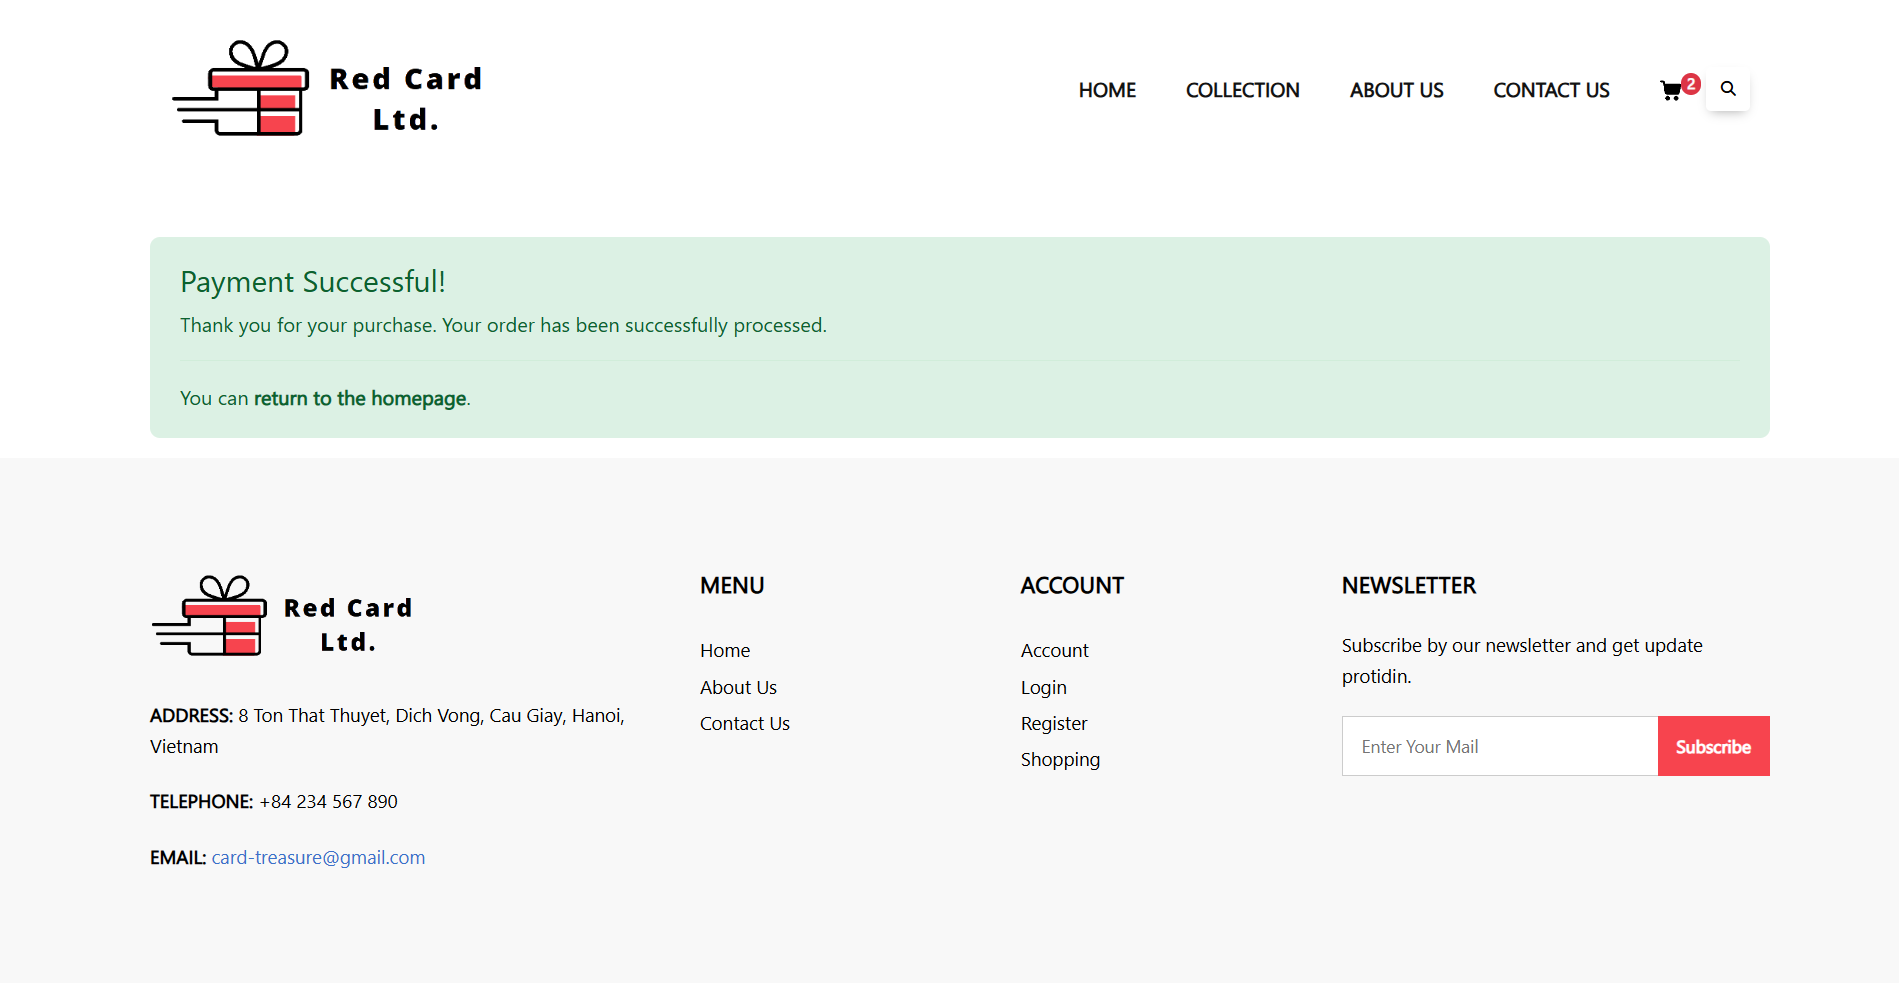 Red Card
Ltd.
HOME COLLECTION ABOUT US CONTACT US 2
Payment Successful!
Thank you for your purchase. Your order has been successfully processed.
You can return to the homepage.
Red Card
Ltd.
ADDRESS: 8 Ton That Thuyet, Dich Vong, Cau Giay, Hanoi,
Vietnam
TELEPHONE: +84 234 567 890
EMAIL: card-treasure@gmail.com
MENU
Home
About Us
Contact Us
ACCOUNT
Account
Login
Register
Shopping
NEWSLETTER
Subscribe by our newsletter and get update
protidin.
Enter Your Mail Subscribe